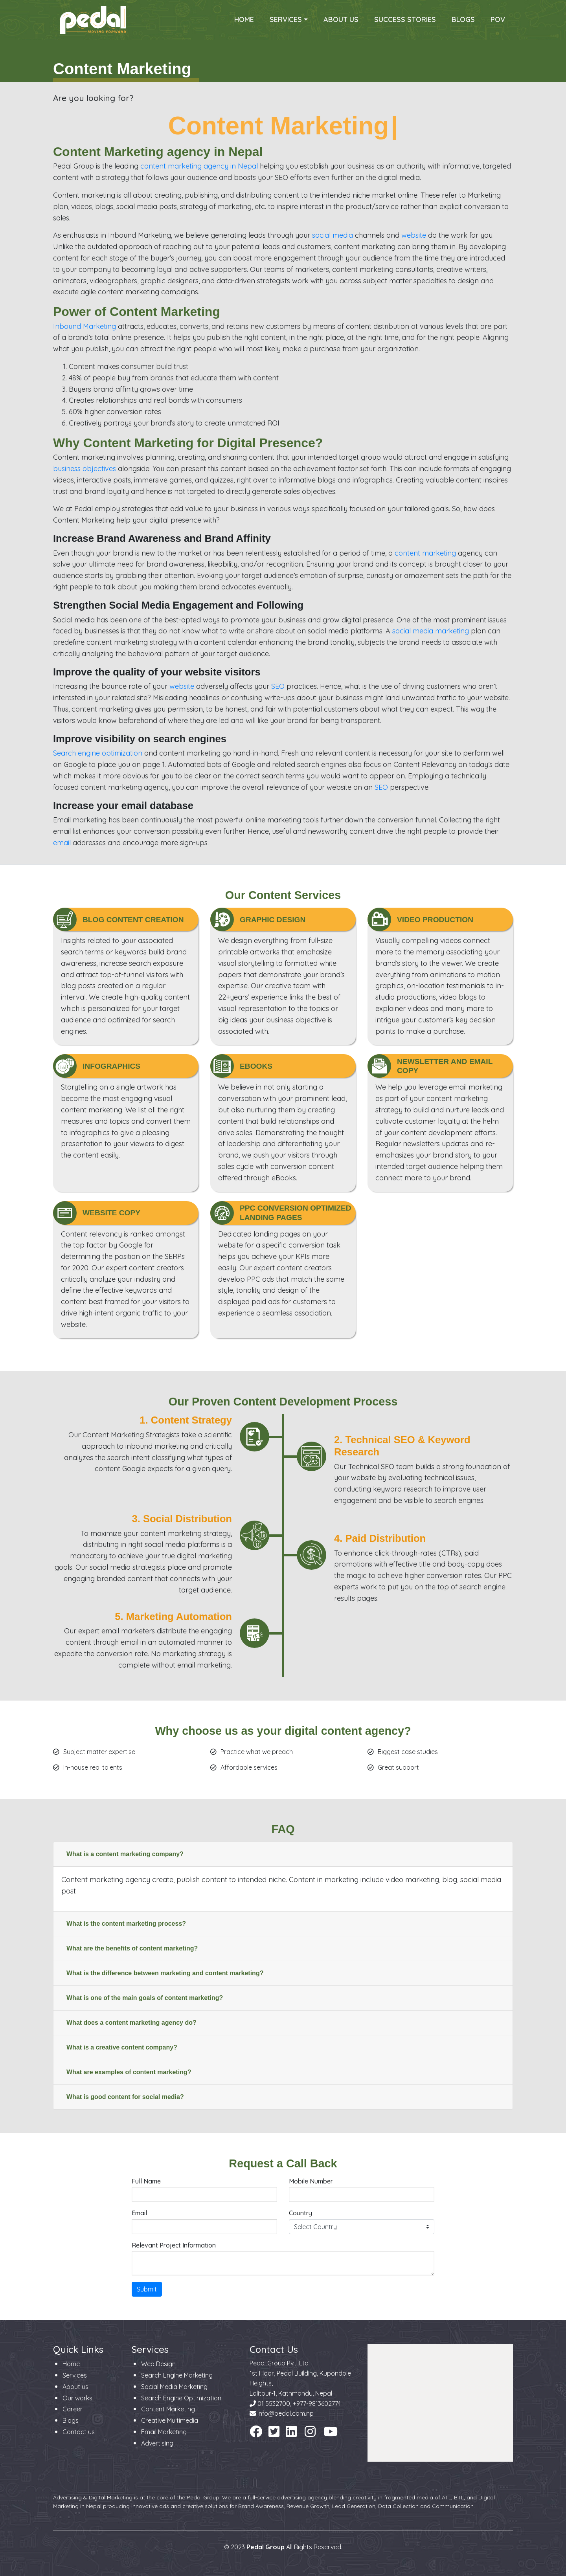 pedal
MOVING FORWARD
HOME SERVICES ABOUT US SUCCESS STORIES BLOGS POV
Content Marketing
Are you looking for?
Content Marketing|
Content Marketing agency in Nepal
Pedal Group is the leading content marketing agency in Nepal helping you establish your business as an authority with informative, targeted
content with a strategy that follows your audience and boosts your SEO efforts even further on the digital media.
Content marketing is all about creating, publishing, and distributing content to the intended niche market online. These refer to Marketing
plan, videos, blogs, social media posts, strategy of marketing, etc. to inspire interest in the product/service rather than explicit conversion to
sales.
As enthusiasts in Inbound Marketing, we believe generating leads through your social media channels and website do the work for you.
Unlike the outdated approach of reaching out to your potential leads and customers, content marketing can bring them in. By developing
content for each stage of the buyer's journey, you can boost more engagement through your audience from the time they are introduced
to your company to becoming loyal and active supporters. Our teams of marketers, content marketing consultants, creative writers,
animators, videographers, graphic designers, and data-driven strategists work with you across subject matter specialties to design and
execute agile content marketing campaigns.
Power of Content Marketing
Inbound Marketing attracts, educates, converts, and retains new customers by means of content distribution at various levels that are part
of a brand's total online presence. It helps you publish the right content, in the right place, at the right time, and for the right people. Aligning
what you publish, you can attract the right people who will most likely make a purchase from your organization.
1. Content makes consumer build trust
2. 48% of people buy from brands that educate them with content
3. Buyers brand affinity grows over time
4. Creates relationships and real bonds with consumers
5. 60% higher conversion rates
6. Creatively portrays your brand's story to create unmatched ROI
Why Content Marketing for Digital Presence?
Content marketing involves planning, creating, and sharing content that your intended target group would attract and engage in satisfying
business objectives alongside. You can present this content based on the achievement factor set forth. This can include formats of engaging
videos, interactive posts, immersive games, and quizzes, right over to informative blogs and infographics. Creating valuable content inspires
trust and brand loyalty and hence is not targeted to directly generate sales objectives.
We at Pedal employ strategies that add value to your business in various ways specifically focused on your tailored goals. So, how does
Content Marketing help your digital presence with?
Increase Brand Awareness and Brand Affinity
Even though your brand is new to the market or has been relentlessly established for a period of time, a content marketing agency can
solve your ultimate need for brand awareness, likeability, and/or recognition. Ensuring your brand and its concept is brought closer to your
audience starts by grabbing their attention. Evoking your target audience's emotion of surprise, curiosity or amazement sets the path for the
right people to talk about you making them brand advocates eventually.
Strengthen Social Media Engagement and Following
Social media has been one of the best-opted ways to promote your business and grow digital presence. One of the most prominent issues
faced by businesses is that they do not know what to write or share about on social media platforms. A social media marketing plan can
predefine content marketing strategy with a content calendar enhancing the brand loyalty, subjects the brand needs to associate with
critically analyzing the behavioral pattern of your target audience.
Improve the quality of your website visitors
Increasing the bounce rate of your website adversely affects your SEO practices. Hence, what is the use of driving customers who aren't
interested in your related site? Misleading headlines or confusing write-ups about your business might land unwanted traffic to your website.
Thus, content marketing gives you permission, to be honest, and fair with potential customers about what they can expect. This way the
visitors would know beforehand of where they are led and will like your brand for being transparent.
Improve visibility on search engines
Search engine optimization and content marketing go hand-in-hand. Fresh and relevant content is necessary for your site to perform well
on Google to place you on page 1. Automated bots of Google and related search engines also focus on Content Relevancy on today's date
which makes it more obvious for you to be clear on the correct search terms you would want to appear on. Employing a technically
focused content marketing agency, you can improve the overall relevance of your website on an SEO perspective.
Increase your email database
Email marketing has been continuously the most powerful online marketing tools further down the conversion funnel. Collecting the right
email list enhances your conversion possibility even further. Hence, useful and newsworthy content drive the right people to provide their
email addresses and encourage more sign-ups.
Our Content Services
BLOG CONTENT CREATION
Insights related to your associated
search terms or keywords build brand
awareness, increase search exposure
and attract top-of-funnel visitors with
blog posts created on a regular
interval. We create high-quality content
which is personalized for your target
audience and optimized for search
engines.
GRAPHIC DESIGN
We design everything from full-size
printable artworks that emphasize
visual storytelling to formatted white
papers that demonstrate your brand's
expertise. Our creative team with
22+years' experience links the best of
visual representation to the topics or
big ideas your business objective is
associated with.
VIDEO PRODUCTION
Visually compelling videos connect
more to the memory associating your
brand's story to the viewer. We create
everything from animations to motion
graphics, on-location testimonials to in-
studio productions, video blogs to
explainer videos and many more to
intrigue your customer's key decision
points to make a purchase.
INFOGRAPHICS
Storytelling on a single artwork has
become the most engaging visual
content marketing. We list all the right
measures and topics and convert them
to infographics to give a pleasing
presentation to your viewers to digest
the content easily.
EBOOKS
We believe in not only starting a
conversation with your prominent lead,
but also nurturing them by creating
content that build relationships and
drive sales. Demonstrating the thought
of leadership and differentiating your
brand, we push your visitors through
sales cycle with conversion content
offered through eBooks.
NEWSLETTER AND EMAIL
COPY
We help you leverage email marketing
as part of your content marketing
strategy to build and nurture leads and
cultivate customer loyalty at the helm
of your content development efforts.
Regular newsletters updates and re-
emphasizes your brand story to your
intended target audience helping them
connect more to your brand.
WEBSITE COPY
Content relevancy is ranked amongst
the top factor by Google for
determining the position on the SERPs
for 2020. Our expert content creators
critically analyze your industry and
define the effective keywords and
content best framed for your visitors to
drive high-intent organic traffic to your
website.
PPC CONVERSION OPTIMIZED
LANDING PAGES
Dedicated landing pages on your
website for a specific conversion task
helps you achieve your KPIs more
easily. Our expert content creators
develop PPC ads that match the same
style, tonality and design of the
displayed paid ads for customers to
experience a seamless association.
Our Proven Content Development Process
1. Content Strategy
Our Content Marketing Strategists take a scientific
approach to inbound marketing and critically
analyzes the search intent classifying what types of
content Google expects for a given query.
2. Technical SEO & Keyword
Research
Our Technical SEO team builds a strong foundation of
your website by evaluating technical issues,
conducting keyword research to improve user
engagement and be visible to search engines.
3. Social Distribution
To maximize your content marketing strategy,
distributing in right social media platforms is a
mandatory to achieve your true digital marketing
goals. Our social media strategists place and promote
engaging branded content that connects with your
target audience.
4. Paid Distribution
To enhance click-through-rates (CTRs), paid
promotions with effective title and body-copy does
the magic to achieve higher conversion rates. Our PPC
experts work to put you on the top of search engine
results pages.
5. Marketing Automation
Our expert email marketers distribute the engaging
content through email in an automated manner to
expedite the conversion rate. No marketing strategy is
complete without email marketing.
Why choose us as your digital content agency?
Subject matter expertise
Practice what we preach
Biggest case studies
In-house real talents
Affordable services
Great support
FAQ
What is a content marketing company?
Content marketing agency create, publish content to intended niche. Content in marketing include video marketing, blog, social media
post
What is the content marketing process?
What are the benefits of content marketing?
What is the difference between marketing and content marketing?
What is one of the main goals of content marketing?
What does a content marketing agency do?
What is a creative content company?
What are examples of content marketing?
What is good content for social media?
Request a Call Back
Full Name
Mobile Number
Email
Country
Select Country
Relevant Project Information
Submit
Quick Links
Home
Services
About us
Our works
Career
Blogs
Contact us
Services
Web Design
Search Engine Marketing
Social Media Marketing
Search Engine Optimization
Content Marketing
Creative Multimedia
Email Marketing
Advertising
Contact Us
Pedal Group Pvt. Ltd.
1st Floor, Pedal Building, Kupondole
Heights,
Lalitpur-1, Kathmandu, Nepal
01 5532700, +977-9813602774
info@pedal.com.np
Advertising & Digital Marketing is at the core of the Pedal Group. We are a full-service advertising agency blending creativity in fragmented media of ATL, BTL, and Digital
Marketing in Nepal producing innovative ads and creative solutions for Brand Awareness, Revenue Growth, Lead Generation, Data Collection and Communication
© 2023 Pedal Group All Rights Reserved.